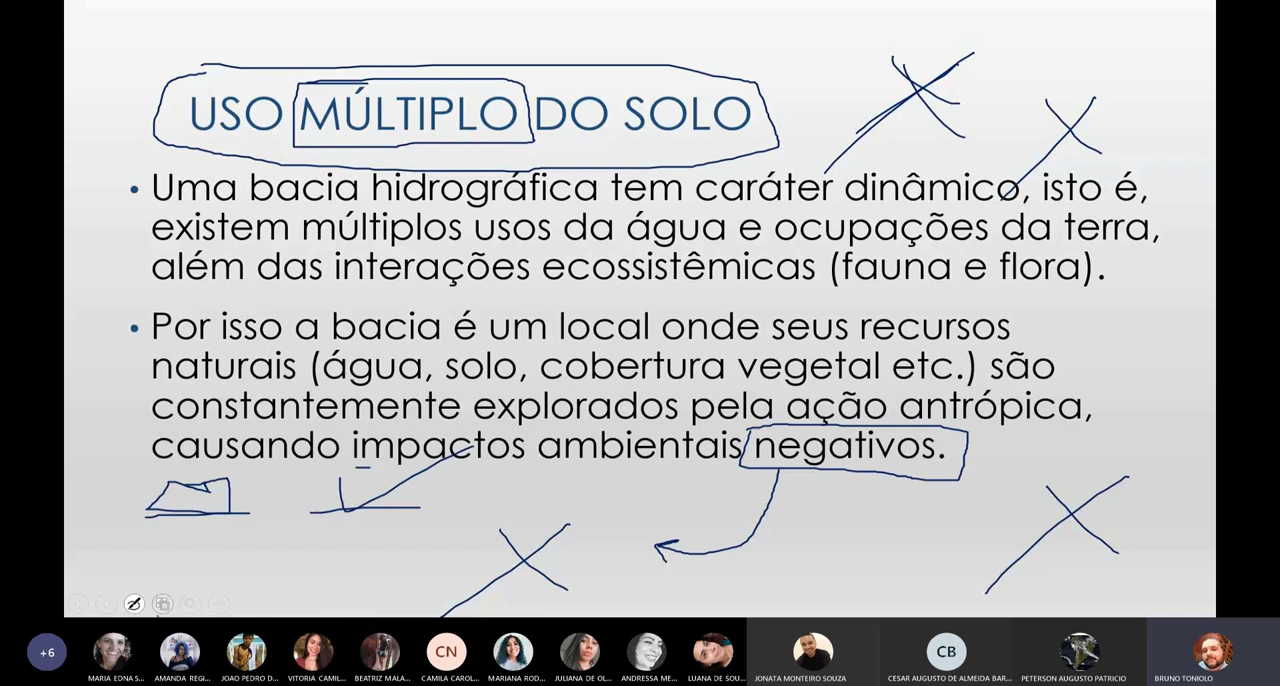 USO MÚLTIPLO DO SOLO
• Uma bacia hidrográfica tem caráter dinâmico, isto é,
existem múltiplos usos da água e ocupações da terra,
além das interações ecossistêmicas (fauna e flora).
• Por isso a bacia é um local onde seus recursos
naturais (água, solo, cobertura vegetal etc.) são
constantemente explorados pela ação antrópica,
causando impactos ambientais negativos.
+6
CN
CB
MARIA EDNA S...
AMANDA REGI...
JOAO PEDRO D...
VITORIA CAMIL...
BEATRIZ MALA...
CAMILA CAROL...
MARIANA ROD...
JULIANA DE OL...
ANDRESSA ME...
LUANA DE SOU...
JONATA MONTEIRO SOUZA
CESAR AUGUSTO DE ALMEIDA BAR...
PETERSON AUGUSTO PATRICIO
BRUNO TONIOLO